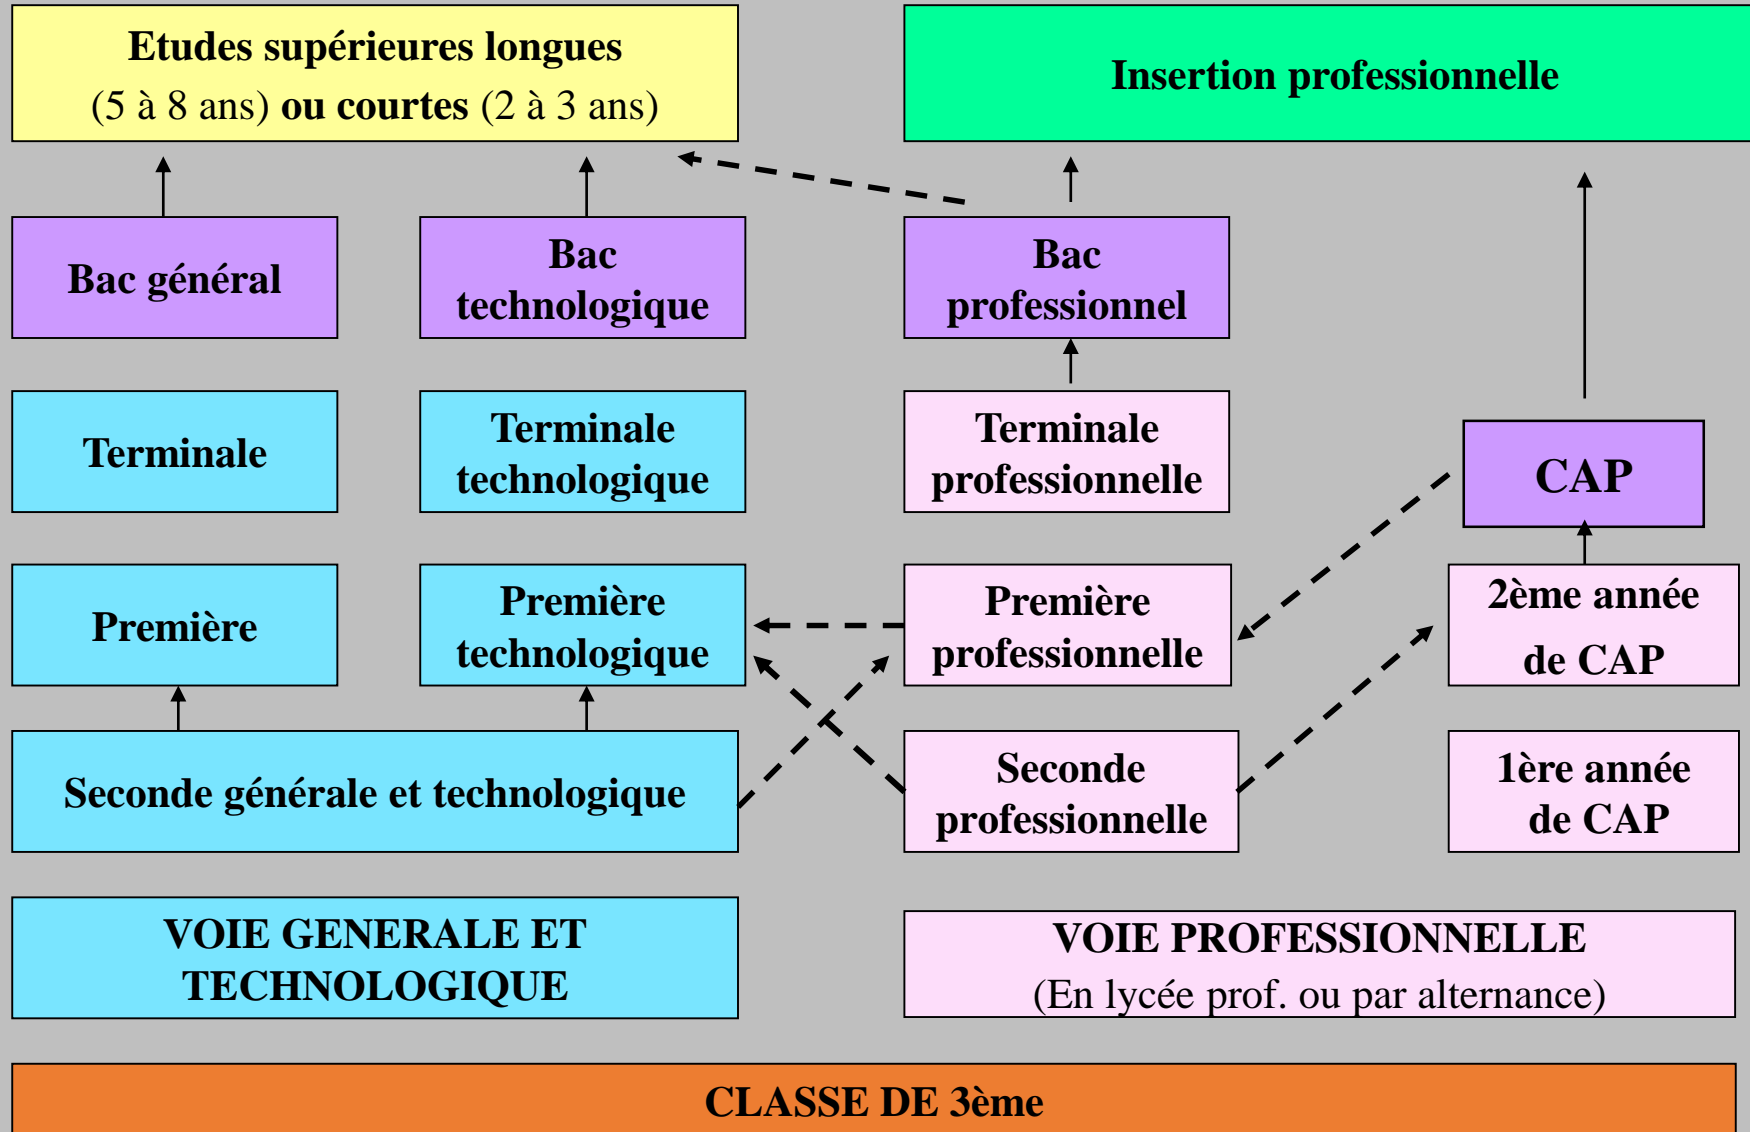 Etudes supérieures longues
(5 à 8 ans) ou courtes (2 à 3 ans)
Insertion professionnelle
Bac général
Bac
technologique
Bac
professionnel
Terminale
Terminale
technologique
Terminale
professionnelle
CAP
Première
Première
technologique
Première
professionnelle
2ème année
de CAP
Seconde générale et technologique
Seconde
professionnelle
1ère année
de CAP
VOIE GENERALE ET
TECHNOLOGIQUE
VOIE PROFESSIONNELLE
(En lycée prof. ou par alternance)
CLASSE DE 3ème